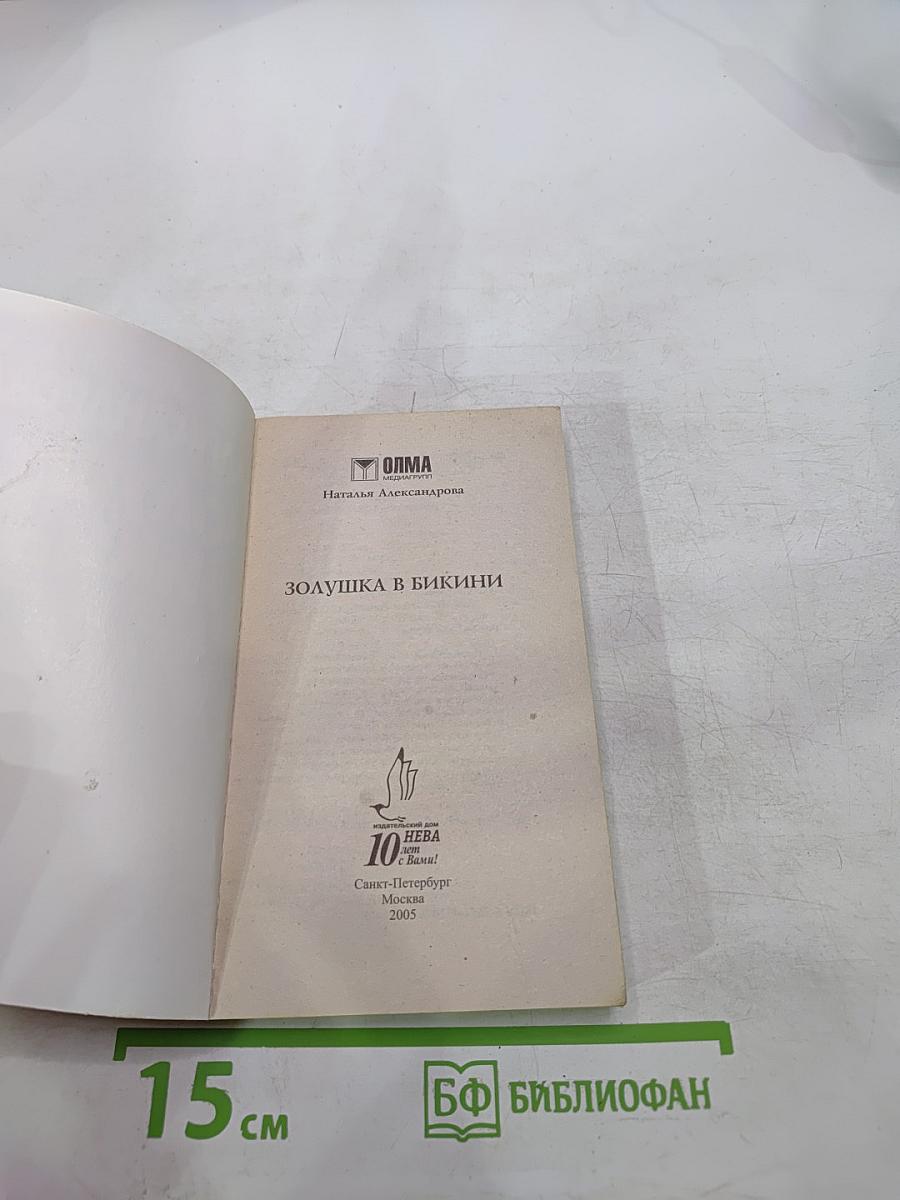 ОЛМА
МЕДИАГРУПП
Наталья Александрова
ЗОЛУШКА В БИКИНИ
ИЗДАТЕЛЬСКИЙ ДОМ
НЕВА
10 лет
с Вами!
Санкт-Петербург
Москва
2005
15 см
БФ БИБЛИОФАН